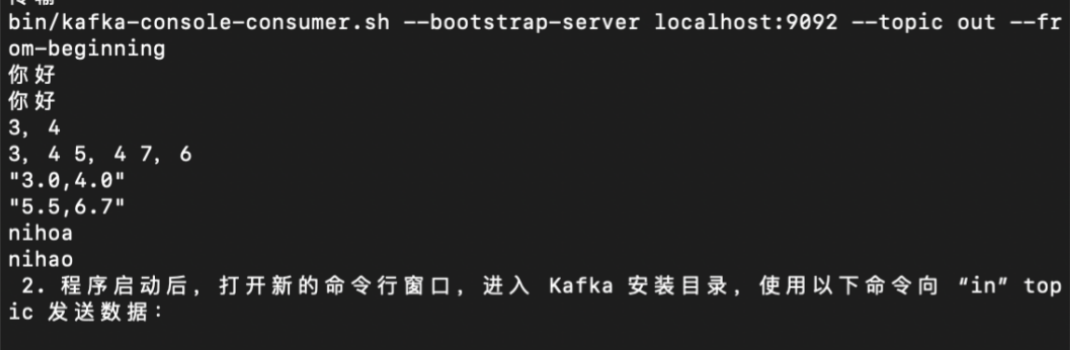 传输
bin/kafka-console-consumer.sh --bootstrap-server localhost:9092 --topic out --fr
om-beginning
你好
你好
3, 4
3, 4 5, 4 7, 6
"3.0,4.0"
"5.5,6.7"
nihoa
nihao
2. 程序启动后, 打开新的命令行窗口, 进入 Kafka 安装目录, 使用以下命令向 “in” top
ic 发送数据: